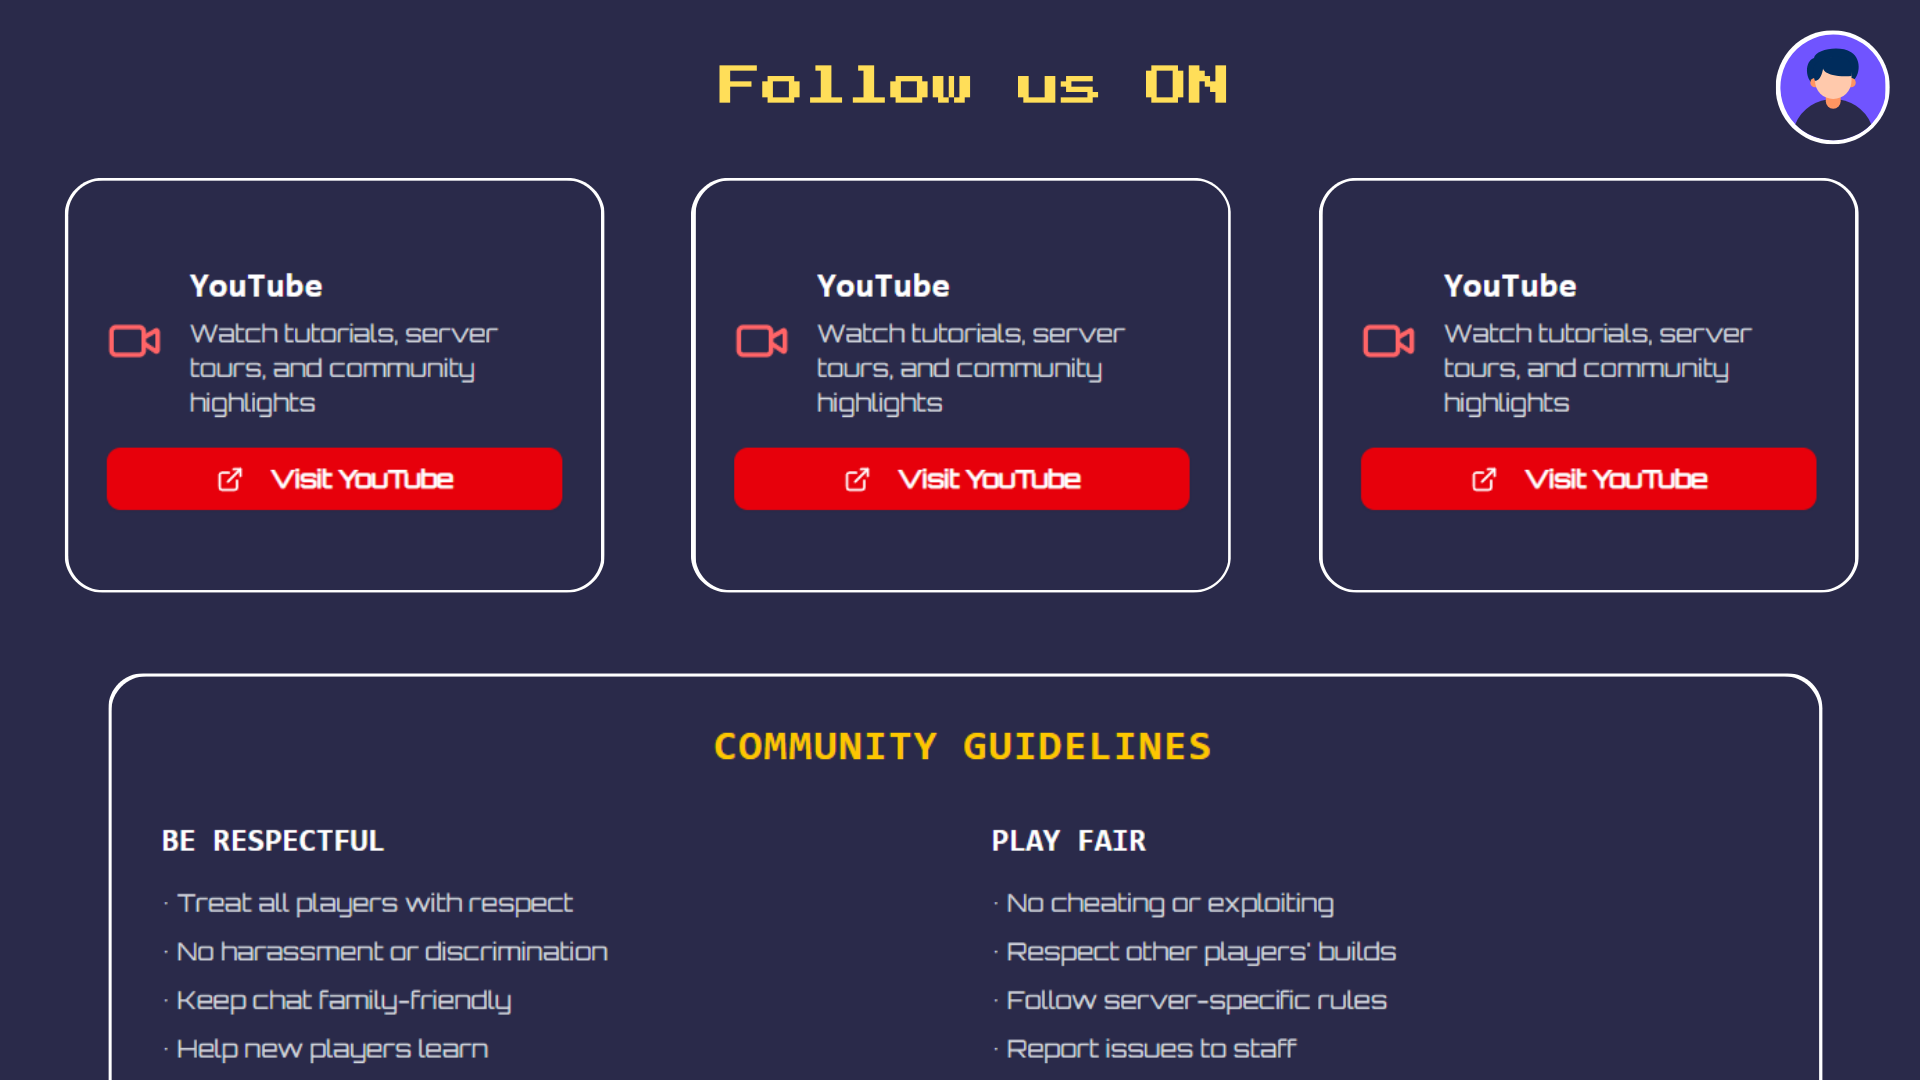 Follow us ON
YouTube
Watch tutorials, server
tours, and community
highlights
Visit YouTube
YouTube
Watch tutorials, server
tours, and community
highlights
Visit YouTube
YouTube
Watch tutorials, server
tours, and community
highlights
Visit YouTube
COMMUNITY GUIDELINES
BE RESPECTFUL
· Treat all players with respect
· No harassment or discrimination
· Keep chat family-friendly
· Help new players learn
PLAY FAIR
· No cheating or exploiting
· Respect other players' builds
· Follow server-specific rules
· Report issues to staff